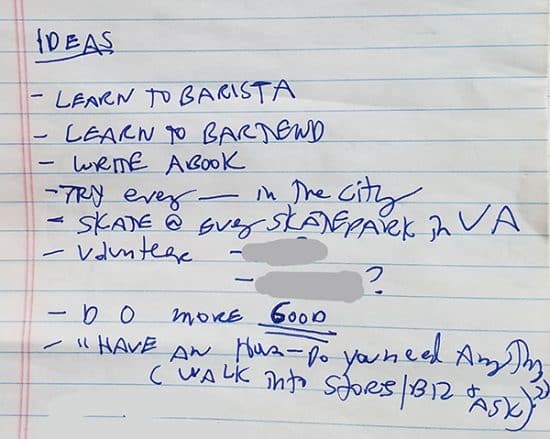 IDEAS
- LEARN TO BARISTA
- LEARN TO BARTEND
- WRITE A BOOK
- TRY every — in The City
- SKATE @ Every SKATEPARK in VA
- Volunteer -
- ?
- DO MORE GOOD
- "HAVE AN Hour - Do you need AnyThing
(WALK into STORES/BIZ + ASK)?)